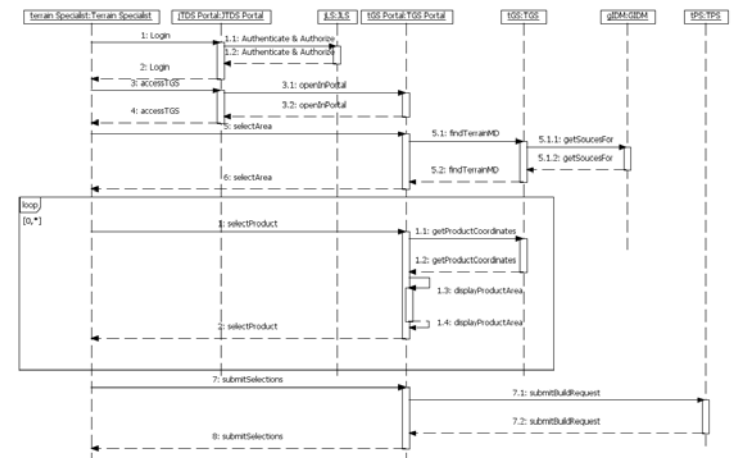 terrain Specialist:Terrain Specialist
jTDS Portal:JTDS Portal
jLS:JLS
tGS Portal:TGS Portal
tGS:TGS
gIDM:GIDM
tPS:TPS
1: Login
1.1: Authenticate & Authorize
1.2: Authenticate & Authorize
2: Login
3: accessTGS
3.1: openInPortal
3.2: openInPortal
4: accessTGS
5: selectArea
5.1: findTerrainMD
5.1.1: getSoucesFor
5.1.2: getSoucesFor
5.2: findTerrainMD
6: selectArea
loop
[0,*]
1: selectProduct
1.1: getProductCoordinates
1.2: getProductCoordinates
1.3: displayProductArea
1.4: displayProductArea
2: selectProduct
7: submitSelections
7.1: submitBuildRequest
7.2: submitBuildRequest
8: submitSelections